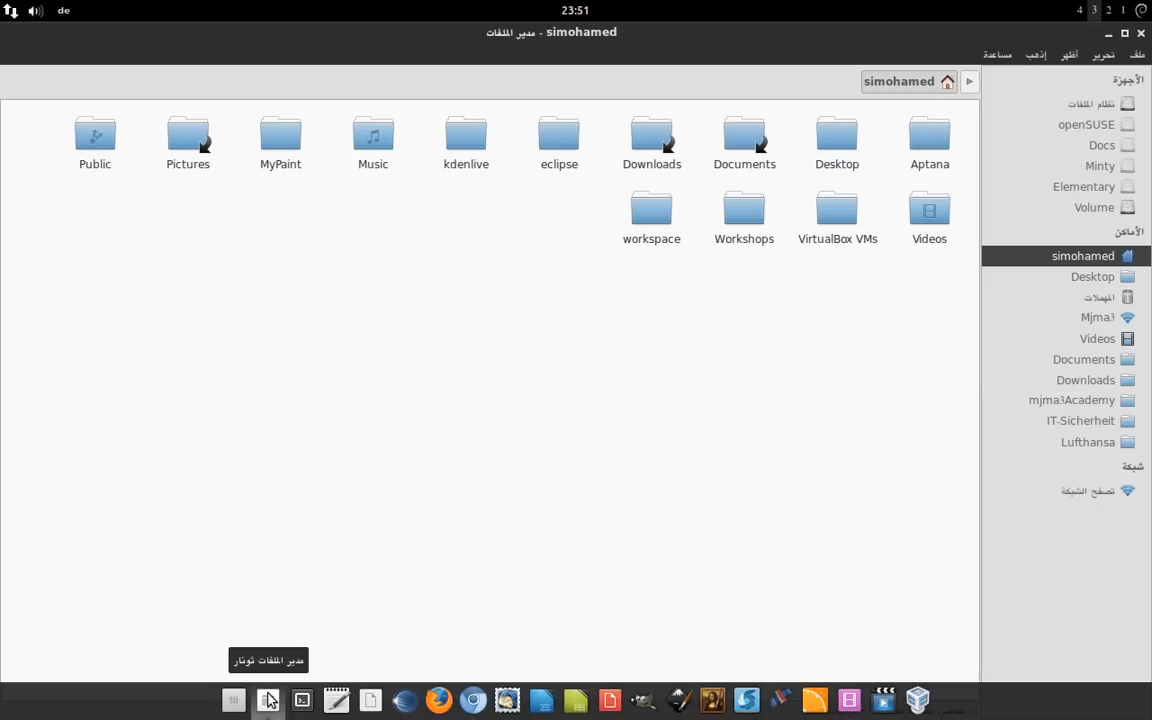 de
23:51
4 3 2 1
simohamed - مدير الملفات
ملف تحرير أظهر إذهب مساعدة
simohamed
الأجهزة
نظام الملفات
openSUSE
Docs
Minty
Elementary
Volume
الأماكن
simohamed
Desktop
المهملات
Mjma3
Videos
Documents
Downloads
mjma3Academy
IT-Sicherheit
Lufthansa
شبكة
تصفح الشبكة
Aptana
Desktop
Documents
Downloads
eclipse
kdenlive
Music
MyPaint
Pictures
Public
Videos
VirtualBox VMs
Workshops
workspace
مدير الملفات ثونار